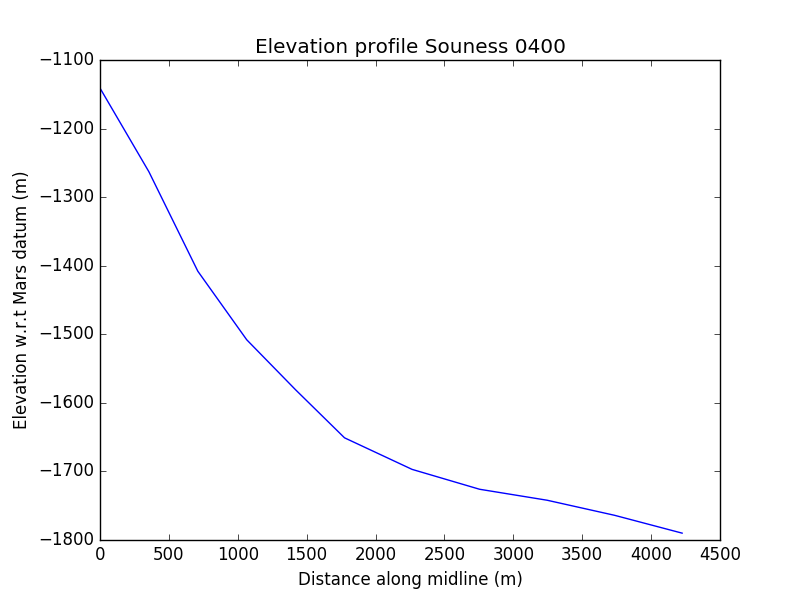 Elevation profile Souness 0400
−1100
−1200
−1300
−1400
−1500
−1600
−1700
−1800
Elevation w.r.t Mars datum (m)
0 500 1000 1500 2000 2500 3000 3500 4000 4500
Distance along midline (m)